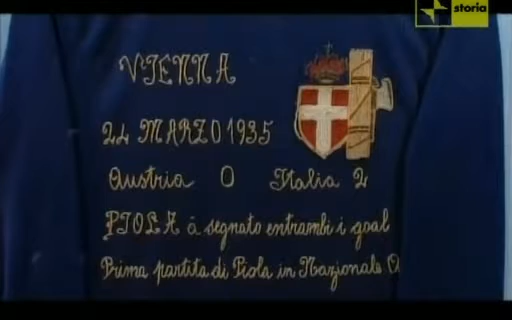 storia
VIENNA
24 MARZO 1935
Austria 0 Italia 2
PIOLA à segnato entrambi i goal
Prima partita di Piola in Nazionale A